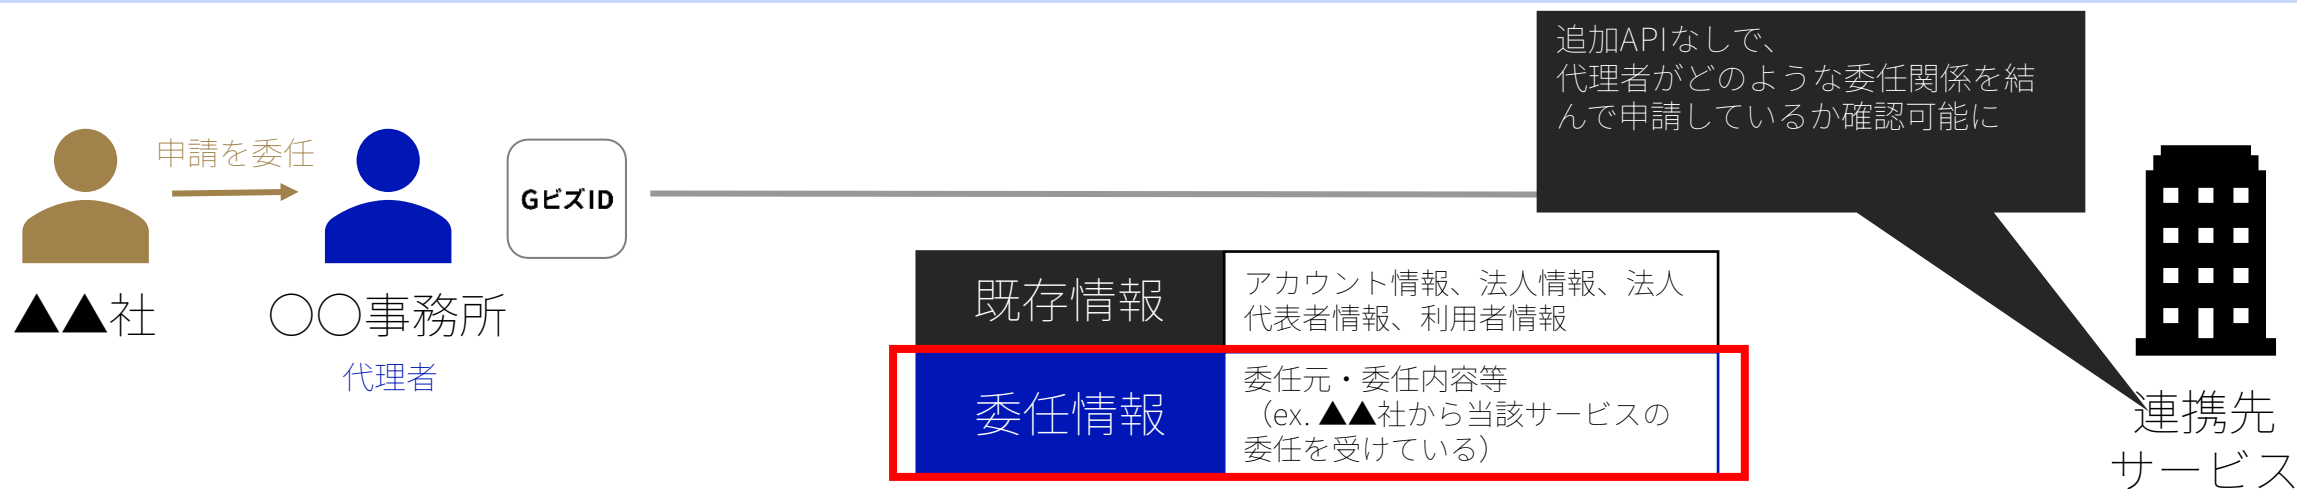 追加APIなしで、
代理者がどのような委任関係を結
んで申請しているか確認可能に
申請を委任
GビズID
▲▲社
○○事務所
代理者
既存情報
アカウント情報、法人情報、法人
代表者情報、利用者情報
委任情報
委任元・委任内容等
（ex. ▲▲社から当該サービスの
委任を受けている）
連携先
サービス